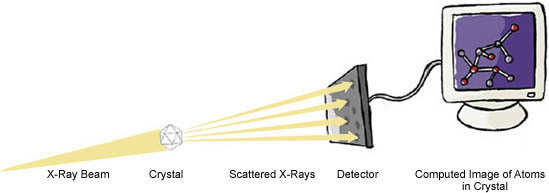 X-Ray Beam
Crystal
Scattered X-Rays
Detector
Computed Image of Atoms
in Crystal